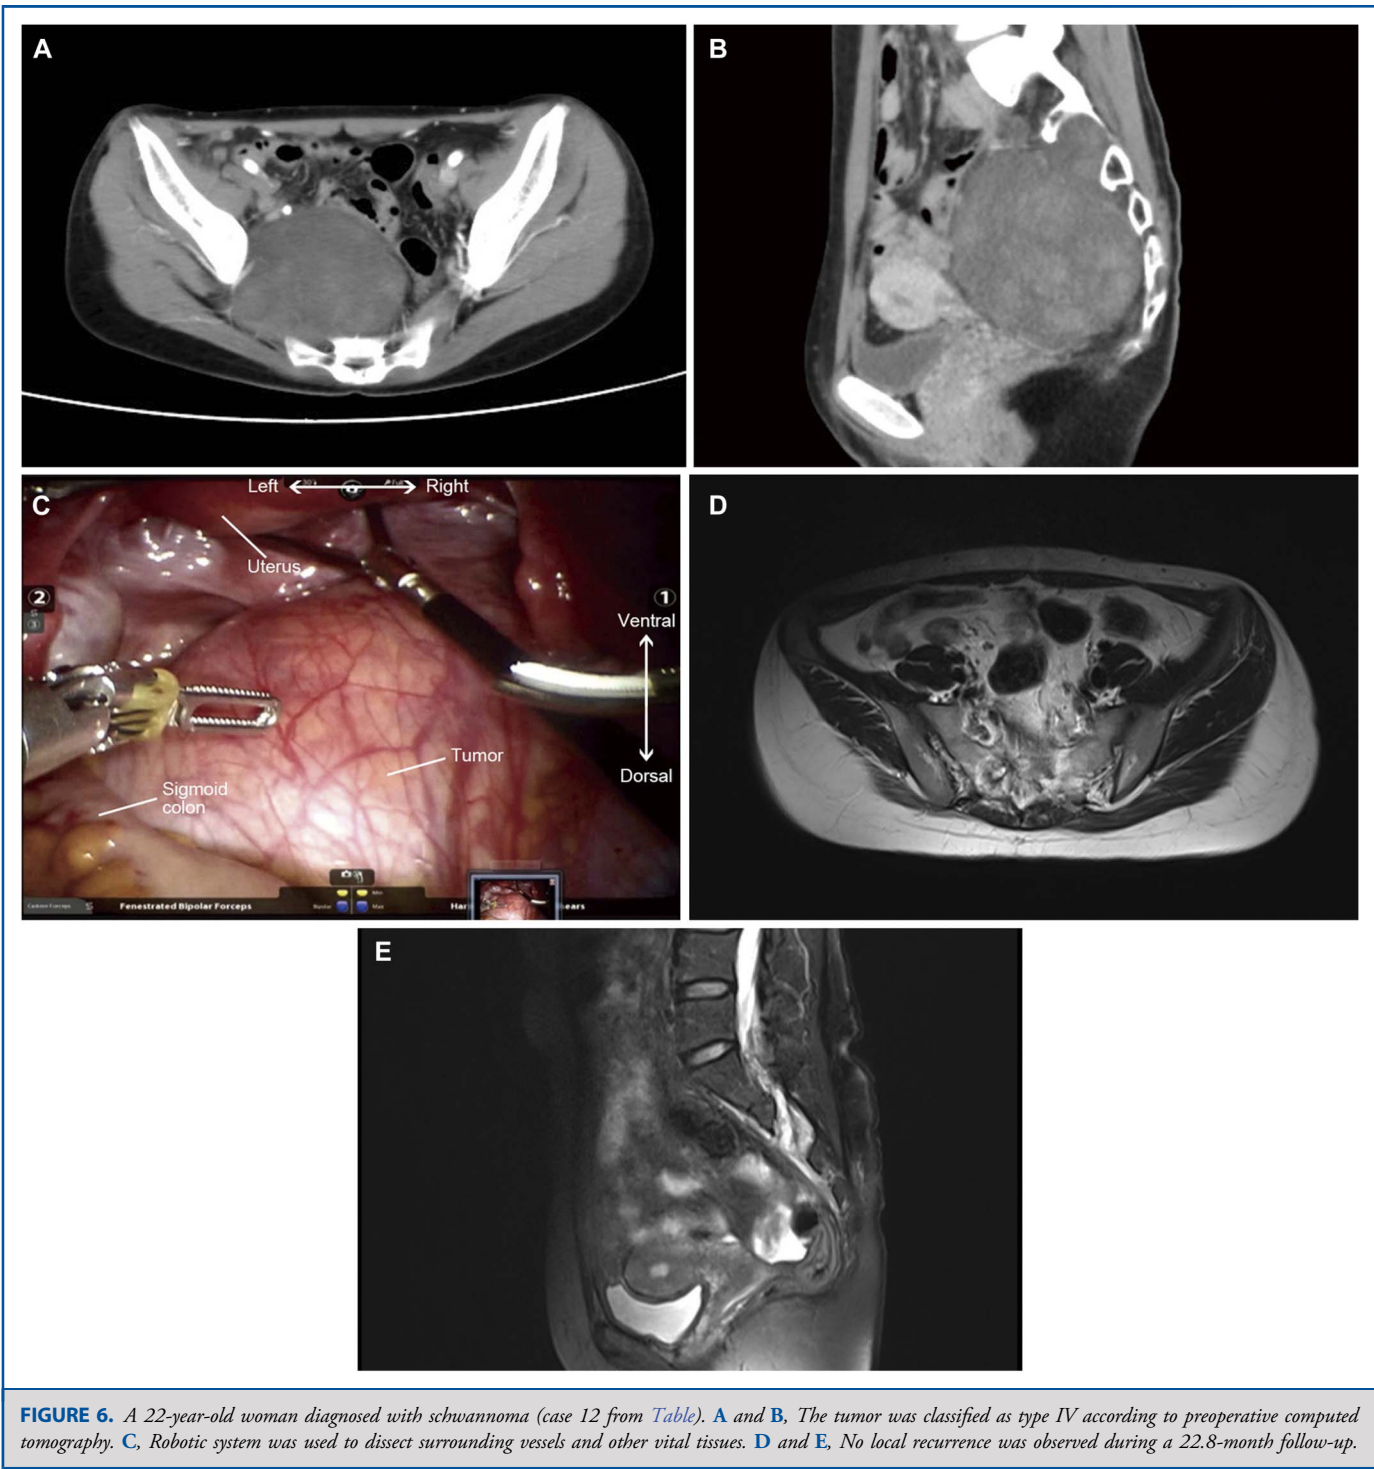 A
B
C
Left
Right
Uterus
2
3
1
Ventral
Tumor
Dorsal
Sigmoid
colon
Fenestrated Bipolar Forceps
D
E
FIGURE 6. A 22-year-old woman diagnosed with schwannoma (case 12 from Table). A and B, The tumor was classified as type IV according to preoperative computed
tomography. C, Robotic system was used to dissect surrounding vessels and other vital tissues. D and E, No local recurrence was observed during a 22.8-month follow-up.